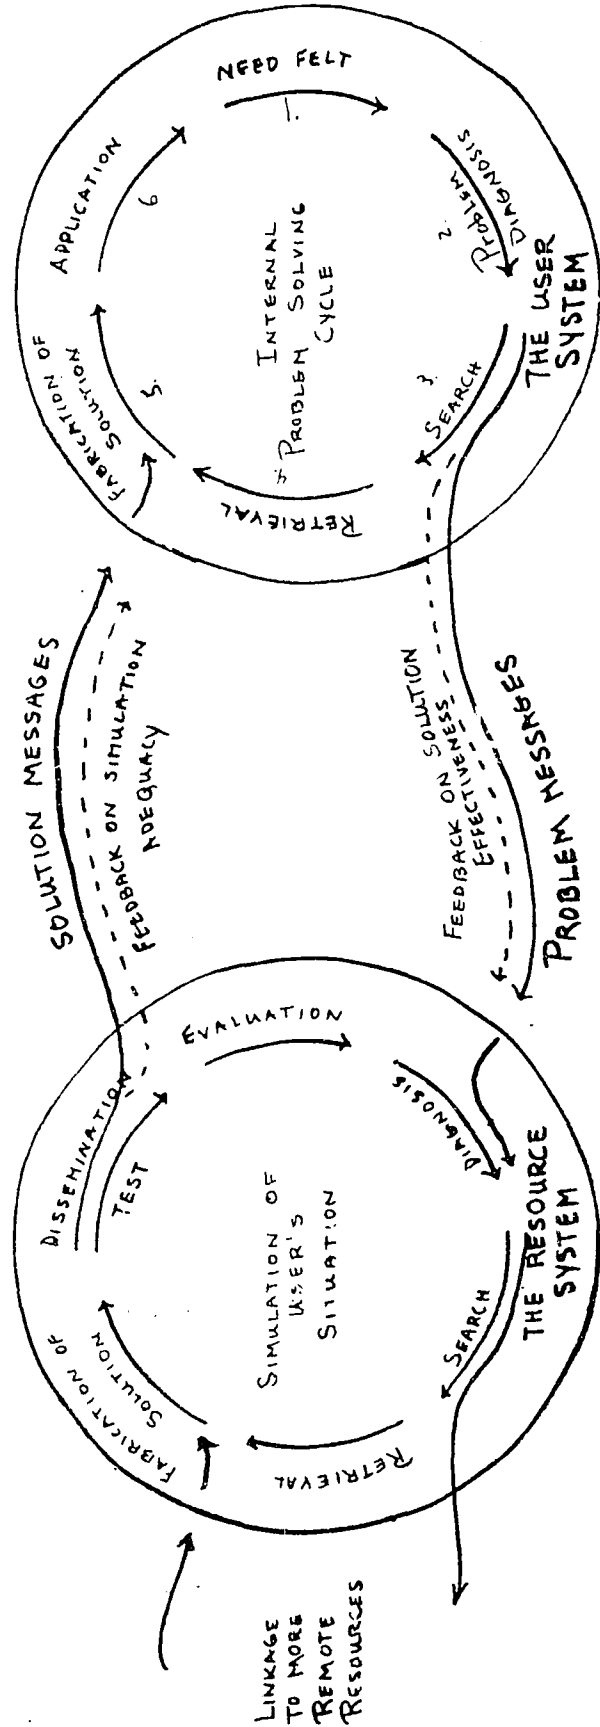 SOLUTION MESSAGES
FEEDBACK ON SIMULATION
ADEQUACY
DISSEMINATION
TEST
EVALUATION
DIAGNOSIS
THE RESOURCE
SYSTEM
SEARCH
RETRIEVAL
FABRICATION OF
SOLUTION
SIMULATION OF
USER'S
SITUATION
LINKAGE
TO MORE
REMOTE
RESOURCES
NEED FELT
1.
2.
PROBLEM
DIAGNOSIS
THE USER
SYSTEM
3.
SEARCH
4.
RETRIEVAL
5.
FABRICATION OF
SOLUTION
6
APPLICATION
INTERNAL
PROBLEM SOLVING
CYCLE
FEEDBACK ON SOLUTION
EFFECTIVENESS
PROBLEM MESSAGES